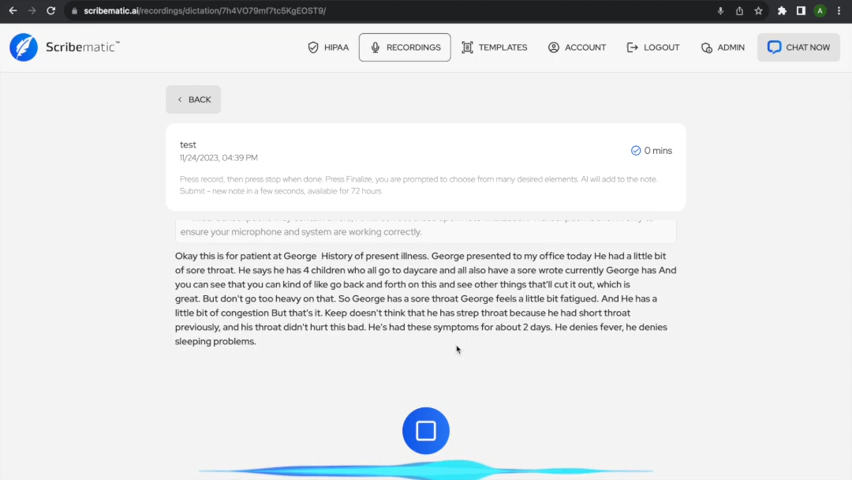 scribematic.ai/recordings/dictation/7h4VO79mf7tc5KgEOST9/
A
Scribematic™
HIPAA
RECORDINGS
TEMPLATES
ACCOUNT
LOGOUT
ADMIN
CHAT NOW
BACK
test
11/24/2023, 04:39 PM
0 mins
Press record, then press stop when done. Press Finalize, you are prompted to choose from many desired elements. AI will add to the note.
Submit – new note in a few seconds, available for 72 hours
ensure your microphone and system are working correctly.
Okay this is for patient at George History of present illness. George presented to my office today He had a little bit
of sore throat. He says he has 4 children who all go to daycare and all also have a sore wrote currently George has And
you can see that you can kind of like go back and forth on this and see other things that'll cut it out, which is
great. But don't go too heavy on that. So George has a sore throat George feels a little bit fatigued. And He has a
little bit of congestion But that's it. Keep doesn't think that he has strep throat because he had short throat
previously, and his throat didn't hurt this bad. He's had these symptoms for about 2 days. He denies fever, he denies
sleeping problems.